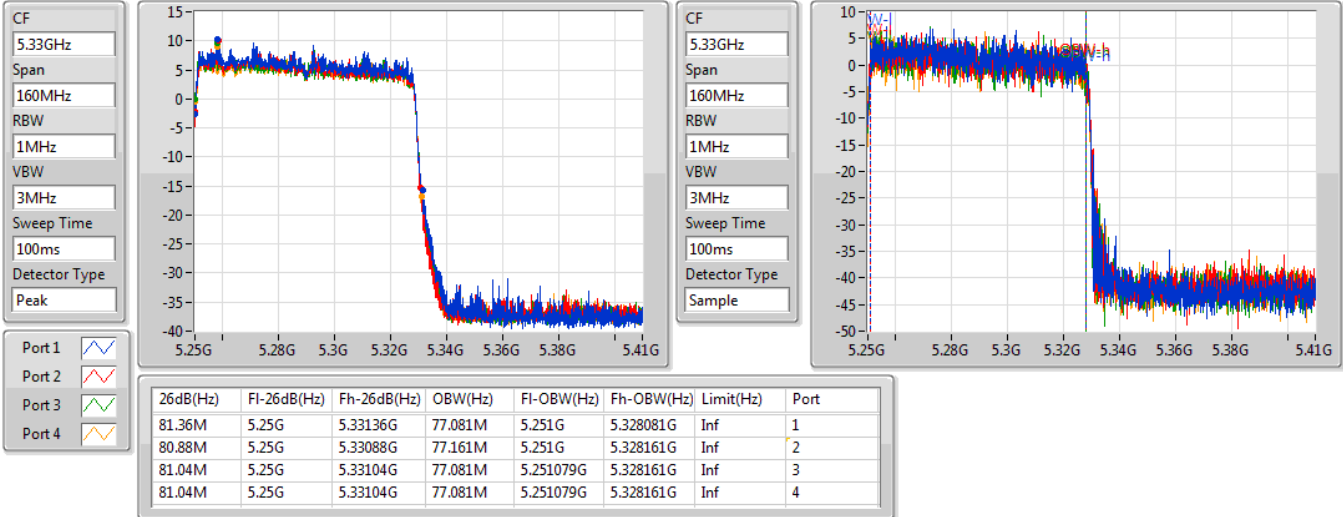 CF
5.33GHz
Span
160MHz
RBW
1MHz
VBW
3MHz
Sweep Time
100ms
Detector Type
Peak
15
10
5
0
-5
-10
-15
-20
-25
-30
-35
-40
5.25G 5.28G 5.3G 5.32G 5.34G 5.36G 5.38G 5.41G
CF
5.33GHz
Span
160MHz
RBW
1MHz
VBW
3MHz
Sweep Time
100ms
Detector Type
Sample
10
5
0
-5
-10
-15
-20
-25
-30
-35
-40
-45
-50
5.25G 5.28G 5.3G 5.32G 5.34G 5.36G 5.38G 5.41G
Port 1
Port 2
Port 3
Port 4
26dB(Hz) Fl-26dB(Hz) Fh-26dB(Hz) OBW(Hz) Fl-OBW(Hz) Fh-OBW(Hz) Limit(Hz) Port
81.36M 5.25G 5.33136G 77.081M 5.251G 5.328081G Inf 1
80.88M 5.25G 5.33088G 77.161M 5.251G 5.328161G Inf 2
81.04M 5.25G 5.33104G 77.081M 5.251079G 5.328161G Inf 3
81.04M 5.25G 5.33104G 77.081M 5.251079G 5.328161G Inf 4